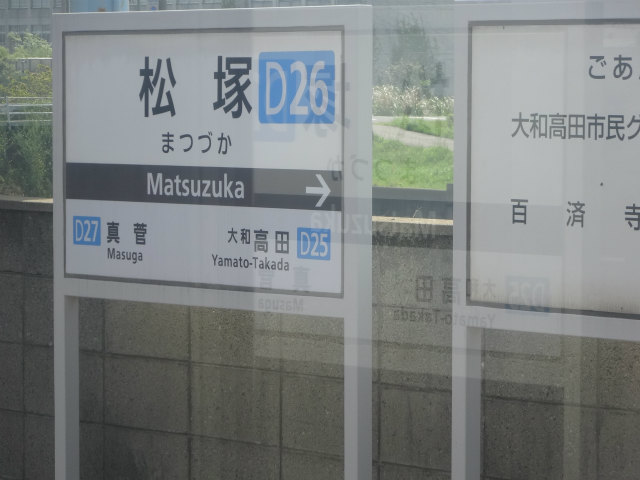 松塚 D26
まつづか
Matsuzuka →
D27 真菅
Masuga
大和高田 D25
Yamato-Takada
ごあ
大和高田市民グ
百済寺